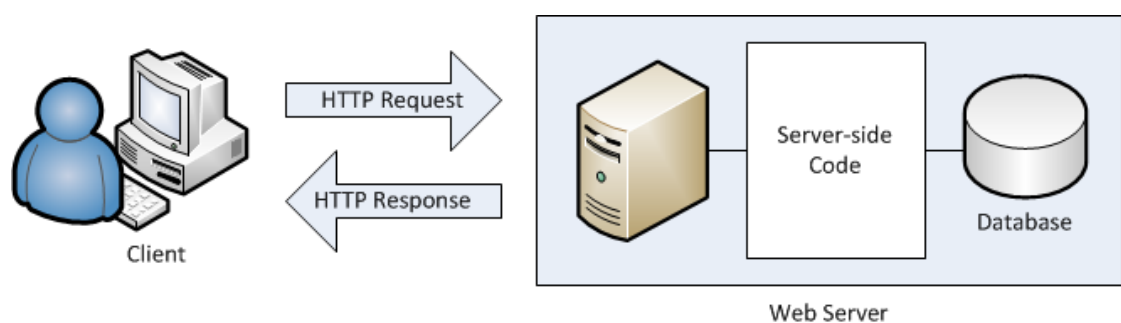 HTTP Request
HTTP Response
Client
Server-side
Code
Database
Web Server